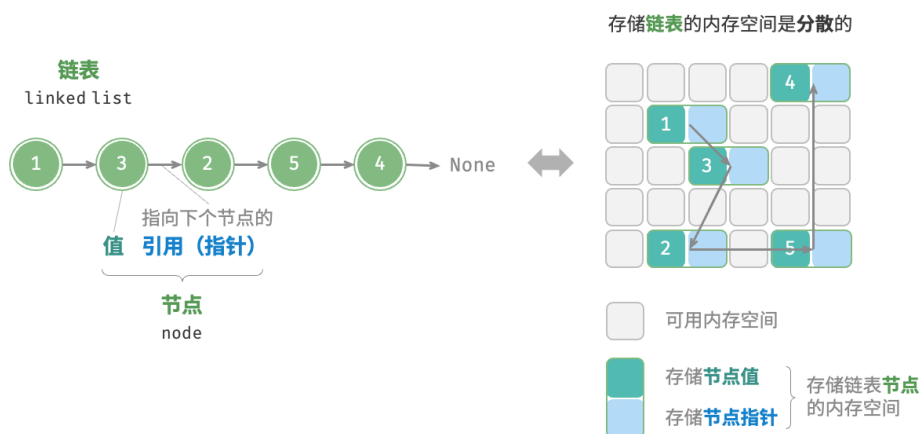 存储链表的内存空间是分散的
链表
linked list
1
3
2
5
4
None
指向下个节点的
值
引用（指针）
节点
node
4
1
3
2
5
可用内存空间
存储节点值
存储节点指针
存储链表节点
的内存空间